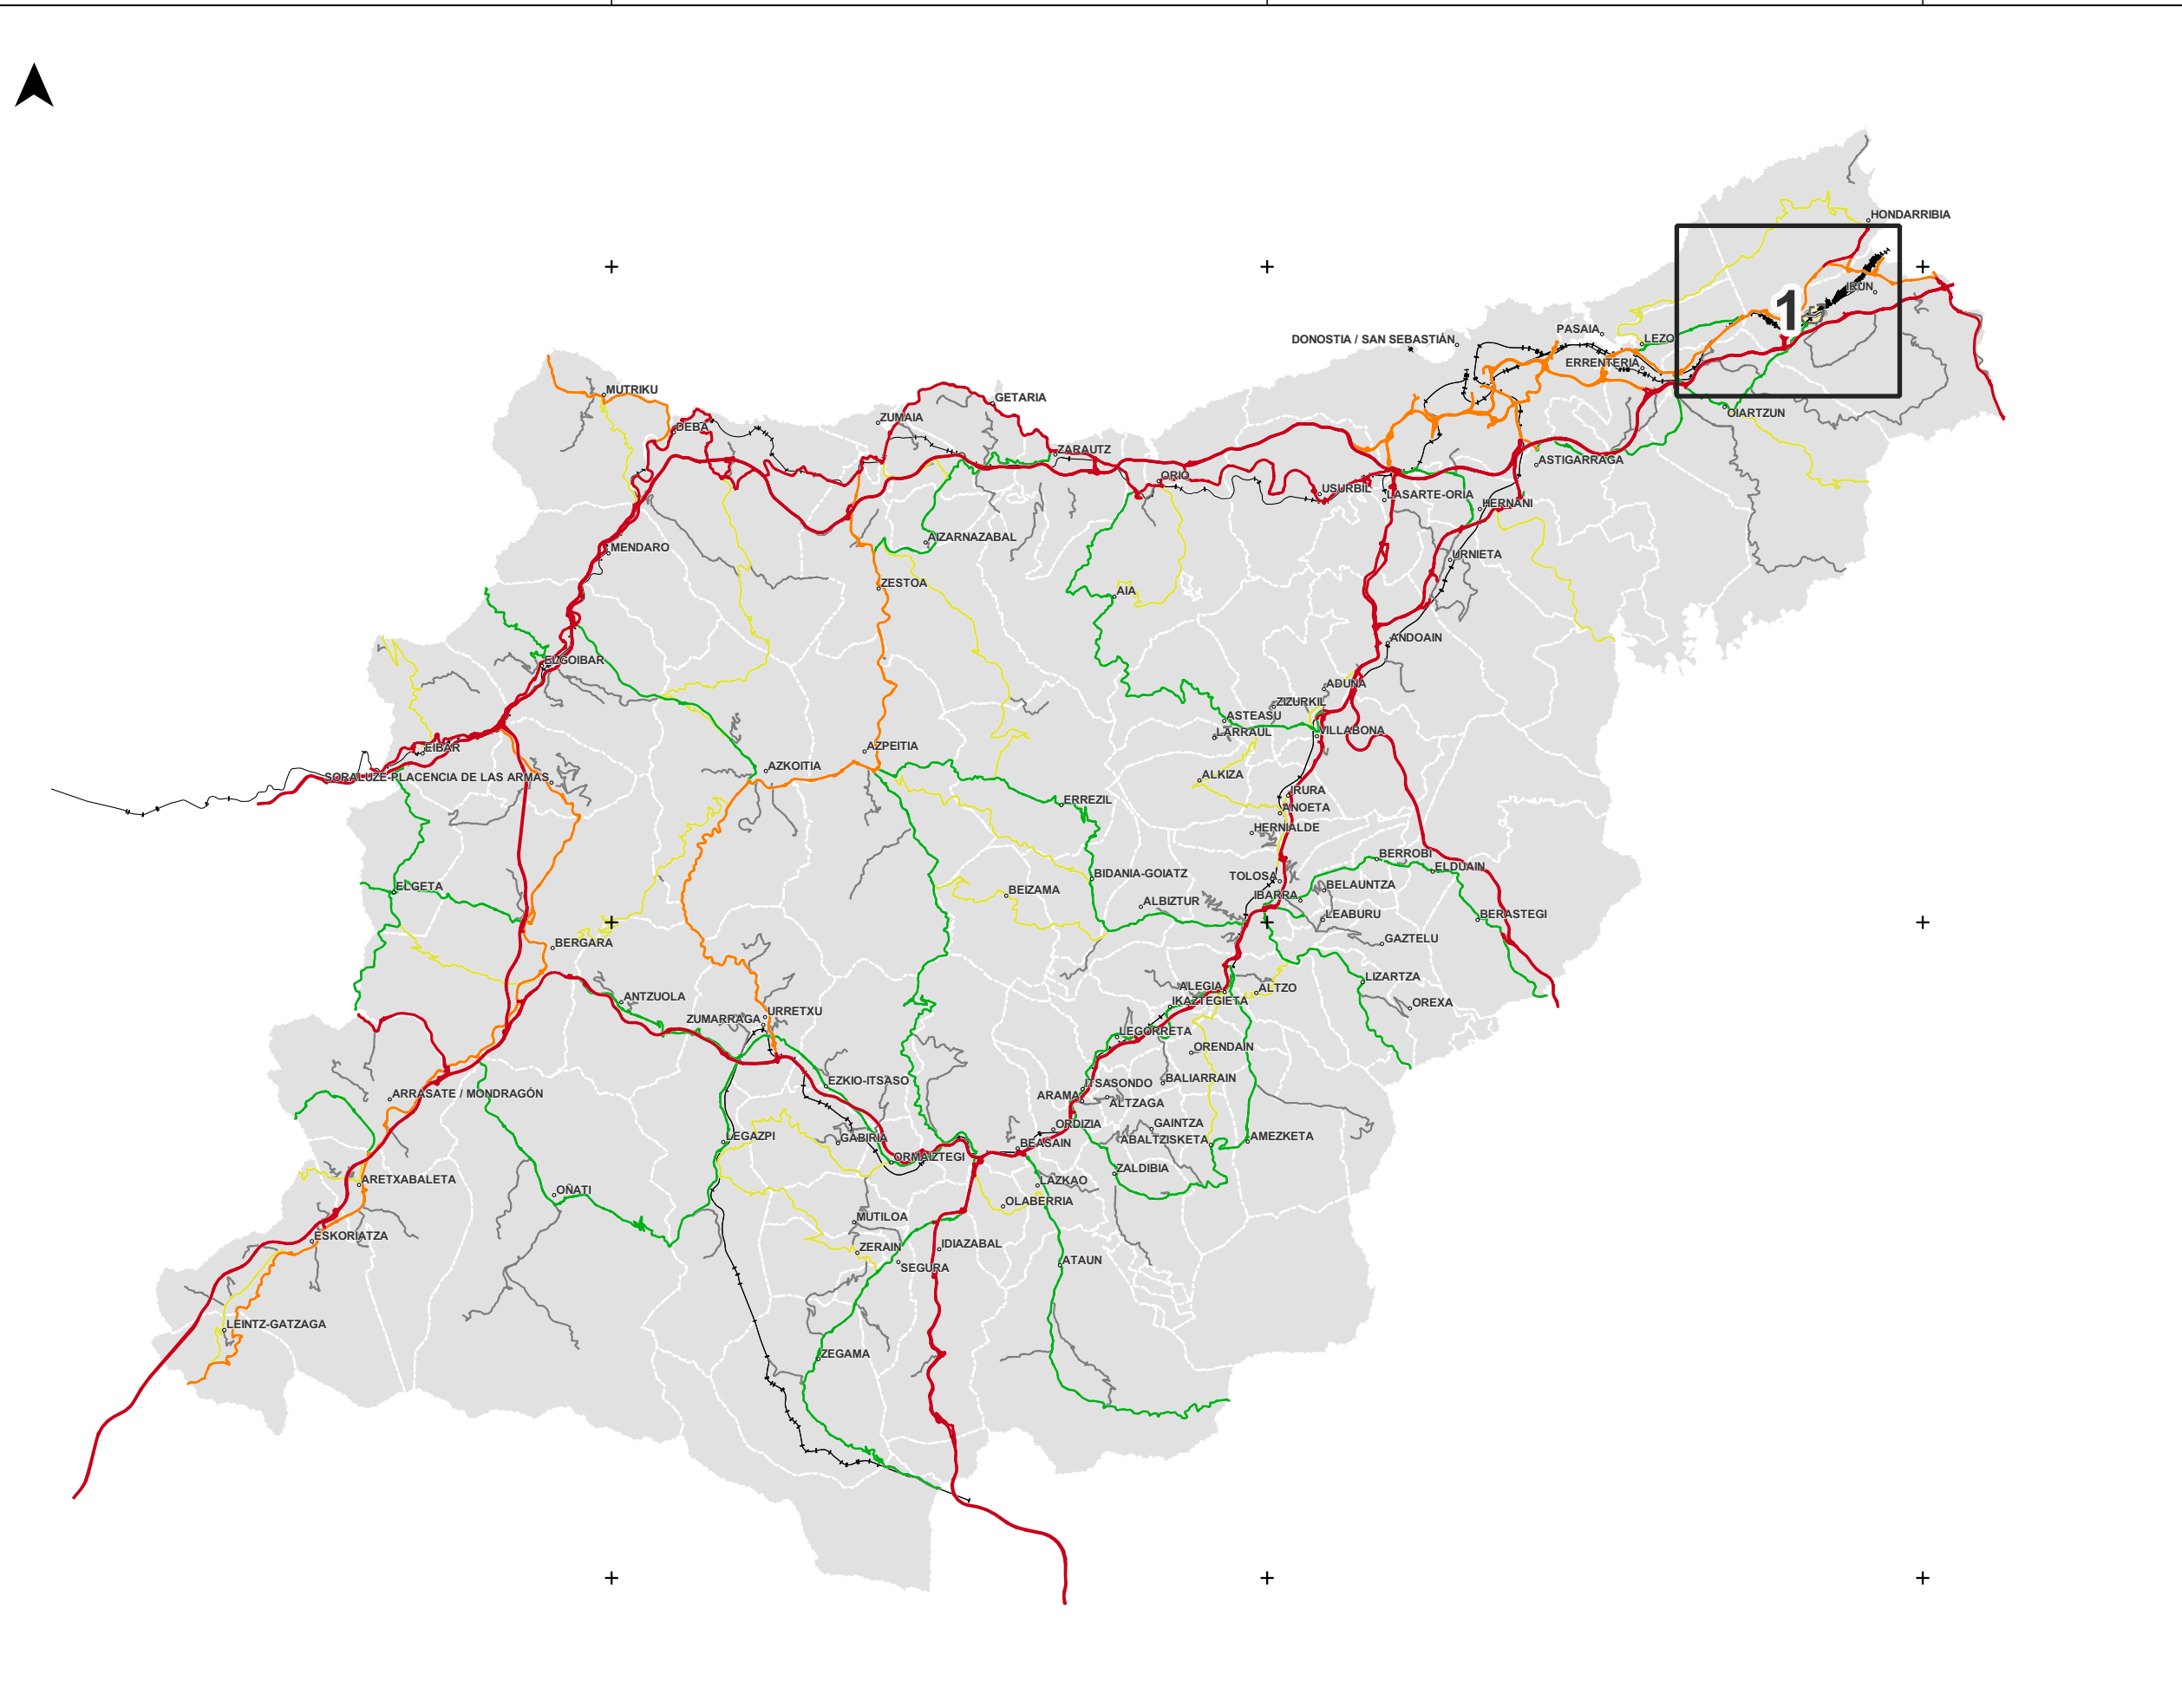 HONDARRIBIA
IRUN
1
PASAIA
DONOSTIA / SAN SEBASTIÁN
LEZO
ERRENTERIA
OIARTZUN
MUTRIKU
GETARIA
ZUMAIA
DEBA
ZARAUTZ
ASTIGARRAGA
ORIO
USURBIL
LASARTE-ORIA
HERNANI
AIZARNAZABAL
MENDARO
URNIETA
ZESTOA
AIA
ANDOAIN
ELGOIBAR
ADUNA
ZIZURKIL
ASTEASU
LARRAUL
VILLABONA
EIBAR
AZPEITIA
SORALUZE-PLACENCIA DE LAS ARMAS
AZKOITIA
ALKIZA
IRURA
ERREZIL
ANOETA
HERNIALDE
BERROBI
ELDUAIN
BIDANIA-GOIATZ
TOLOSA
ELGETA
BEIZAMA
BELAUNTZA
IBARRA
ALBIZTUR
LEABURU
BERASTEGI
BERGARA
GAZTELU
LIZARTZA
ALEGIA
ALTZO
ANTZUOLA
IKAZTEGIETA
OREXA
URRETXU
ZUMARRAGA
LEGORRETA
ORENDAIN
EZKIO-ITSASO
BALIARRAIN
ITSASONDO
ARRASATE / MONDRAGÓN
ARAMA
ALTZAGA
ORDIZIA
GAINTZA
LEGAZPI
GABIRIA
BEASAIN
ABALTZISKETA
AMEZKETA
ORMAIZTEGI
ZALDIBIA
ARETXABALETA
LAZKAO
OÑATI
OLABERRIA
MUTILOA
ESKORIATZA
ZERAIN
IDIAZABAL
ATAUN
SEGURA
LEINTZ-GATZAGA
ZEGAMA